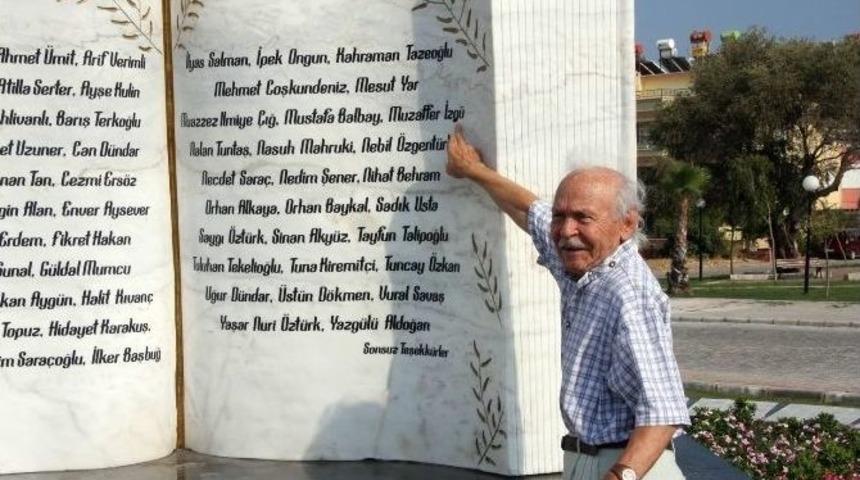 Ahmet Ümit, Arif Verimli
Atilla Serter, Ayşe Kulin
Barış Terkoğlu
Uzuner, Can Dündar
Tan, Cezmi Ersöz
Alan, Enver Aysever
Erdem, Fikret Hakan
Güldal Mumcu
Aygün, Halit Kıvanç
Topuz, Hidayet Karakuş,
Saraçoğlu, İlker Başbuğ
İlyas Salman, İpek Ongun, Kahraman Tazeoğlu
Mehmet Coşkundeniz, Mesut Yar
Muazzez İlmiye Çığ, Mustafa Balbay, Muzaffer İzgü
Nalan Tuntaş, Nasuh Mahruki, Nebil Özgentürk
Necdet Saraç, Nedim Şener, Nihat Behram
Orhan Alkaya, Orhan Baykal, Sadık Usta
Saygı Öztürk, Sinan Akyüz, Tayfun Talipoğlu
Tuluhan Tekelioğlu, Tuna Kiremitçi, Tuncay Özkan
Uğur Dündar, Üstün Dökmen, Vural Savaş
Yaşar Nuri Öztürk, Yazgülü Aldoğan
Sonsuz Teşekkürler